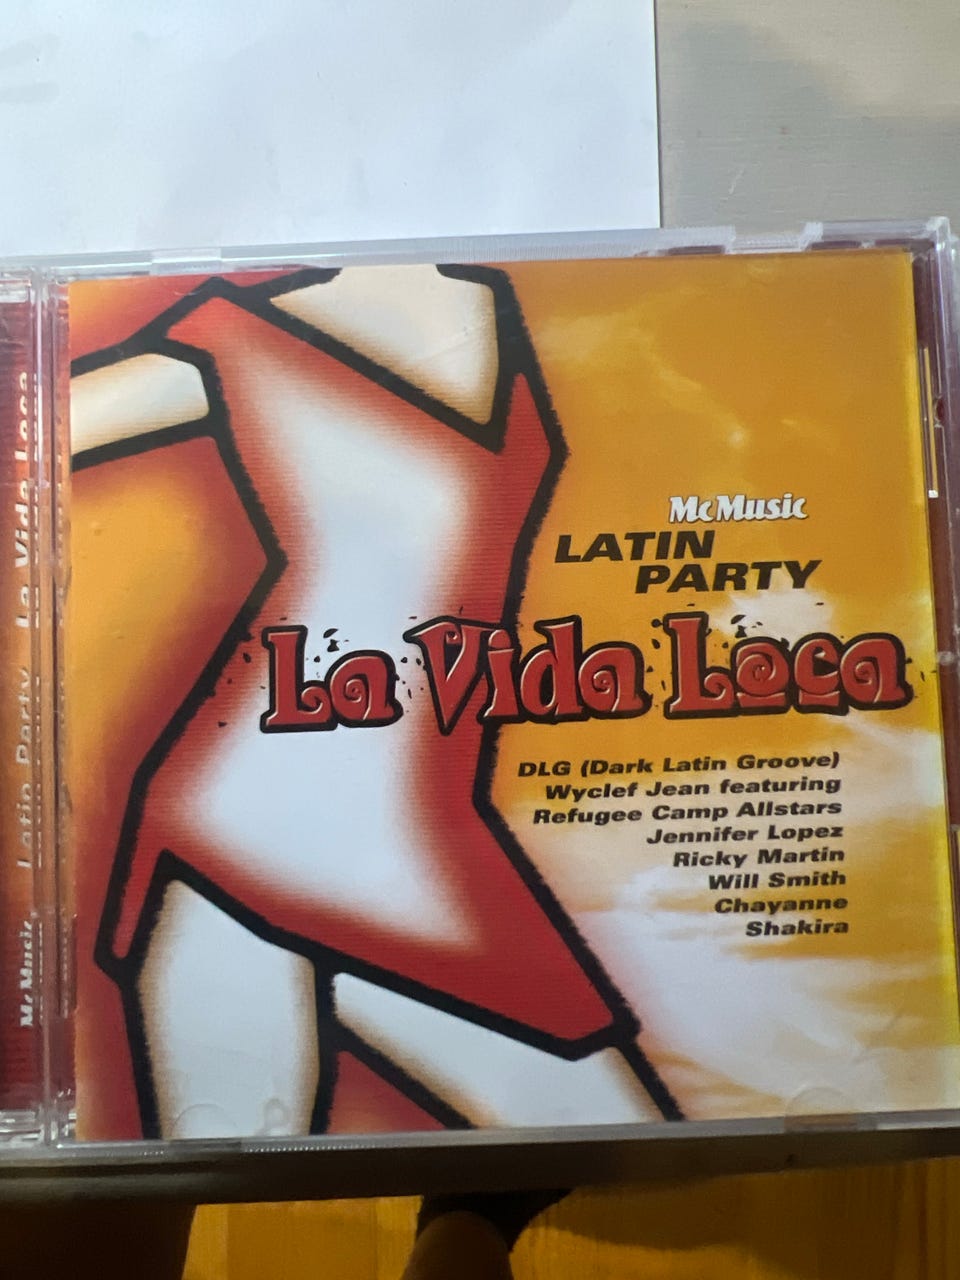 McMusic
LATIN
PARTY
La Vida Loca
DLG (Dark Latin Groove)
Wyclef Jean featuring
Refugee Camp Allstars
Jennifer Lopez
Ricky Martin
Will Smith
Chayanne
Shakira
McMusic Latin Party La Vida Loca